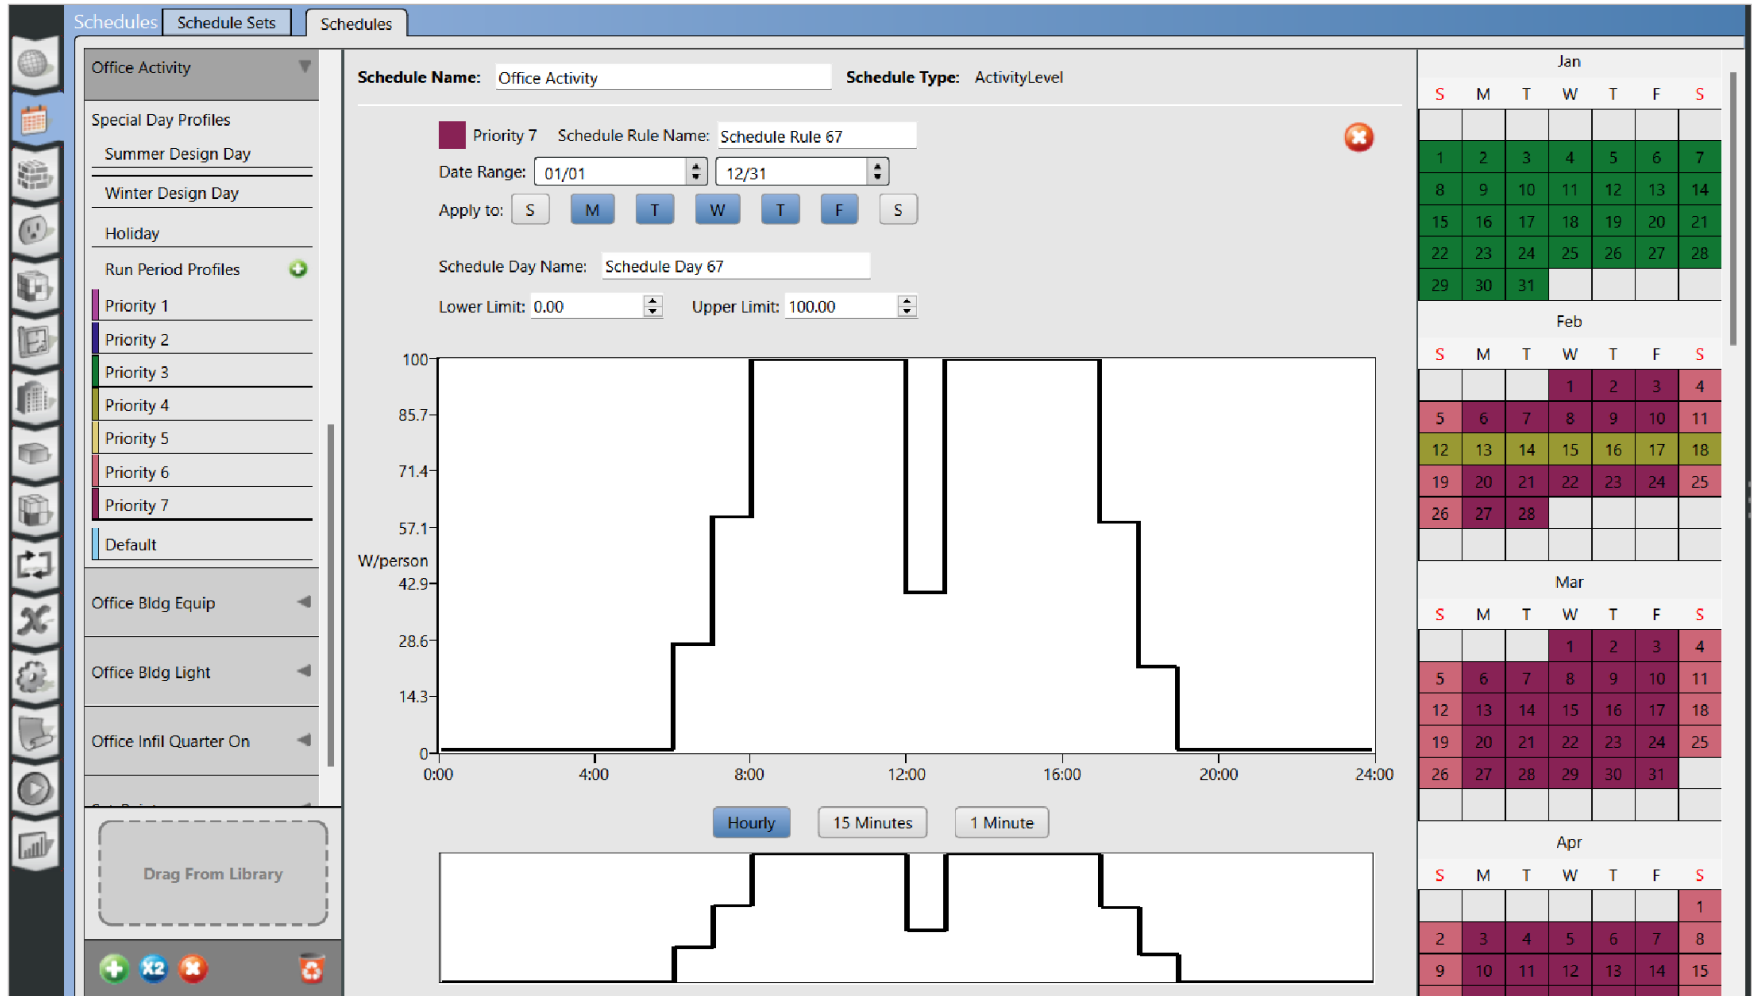 Schedules Schedule Sets Schedules
Office Activity
Special Day Profiles
Summer Design Day
Winter Design Day
Holiday
Run Period Profiles
Priority 1
Priority 2
Priority 3
Priority 4
Priority 5
Priority 6
Priority 7
Default
Office Bldg Equip
Office Bldg Light
Office Infil Quarter On
Drag From Library
X2
Schedule Name: Office Activity Schedule Type: ActivityLevel
Priority 7 Schedule Rule Name: Schedule Rule 67
Date Range: 01/01 12/31
Apply to: S M T W T F S
Schedule Day Name: Schedule Day 67
Lower Limit: 0.00 Upper Limit: 100.00
100
85.7
71.4
57.1
W/person
42.9
28.6
14.3
0
0:00 4:00 8:00 12:00 16:00 20:00 24:00
Hourly 15 Minutes 1 Minute
Jan
S M T W T F S
1 2 3 4 5 6 7
8 9 10 11 12 13 14
15 16 17 18 19 20 21
22 23 24 25 26 27 28
29 30 31
Feb
S M T W T F S
1 2 3 4
5 6 7 8 9 10 11
12 13 14 15 16 17 18
19 20 21 22 23 24 25
26 27 28
Mar
S M T W T F S
1 2 3 4
5 6 7 8 9 10 11
12 13 14 15 16 17 18
19 20 21 22 23 24 25
26 27 28 29 30 31
Apr
S M T W T F S
1
2 3 4 5 6 7 8
9 10 11 12 13 14 15